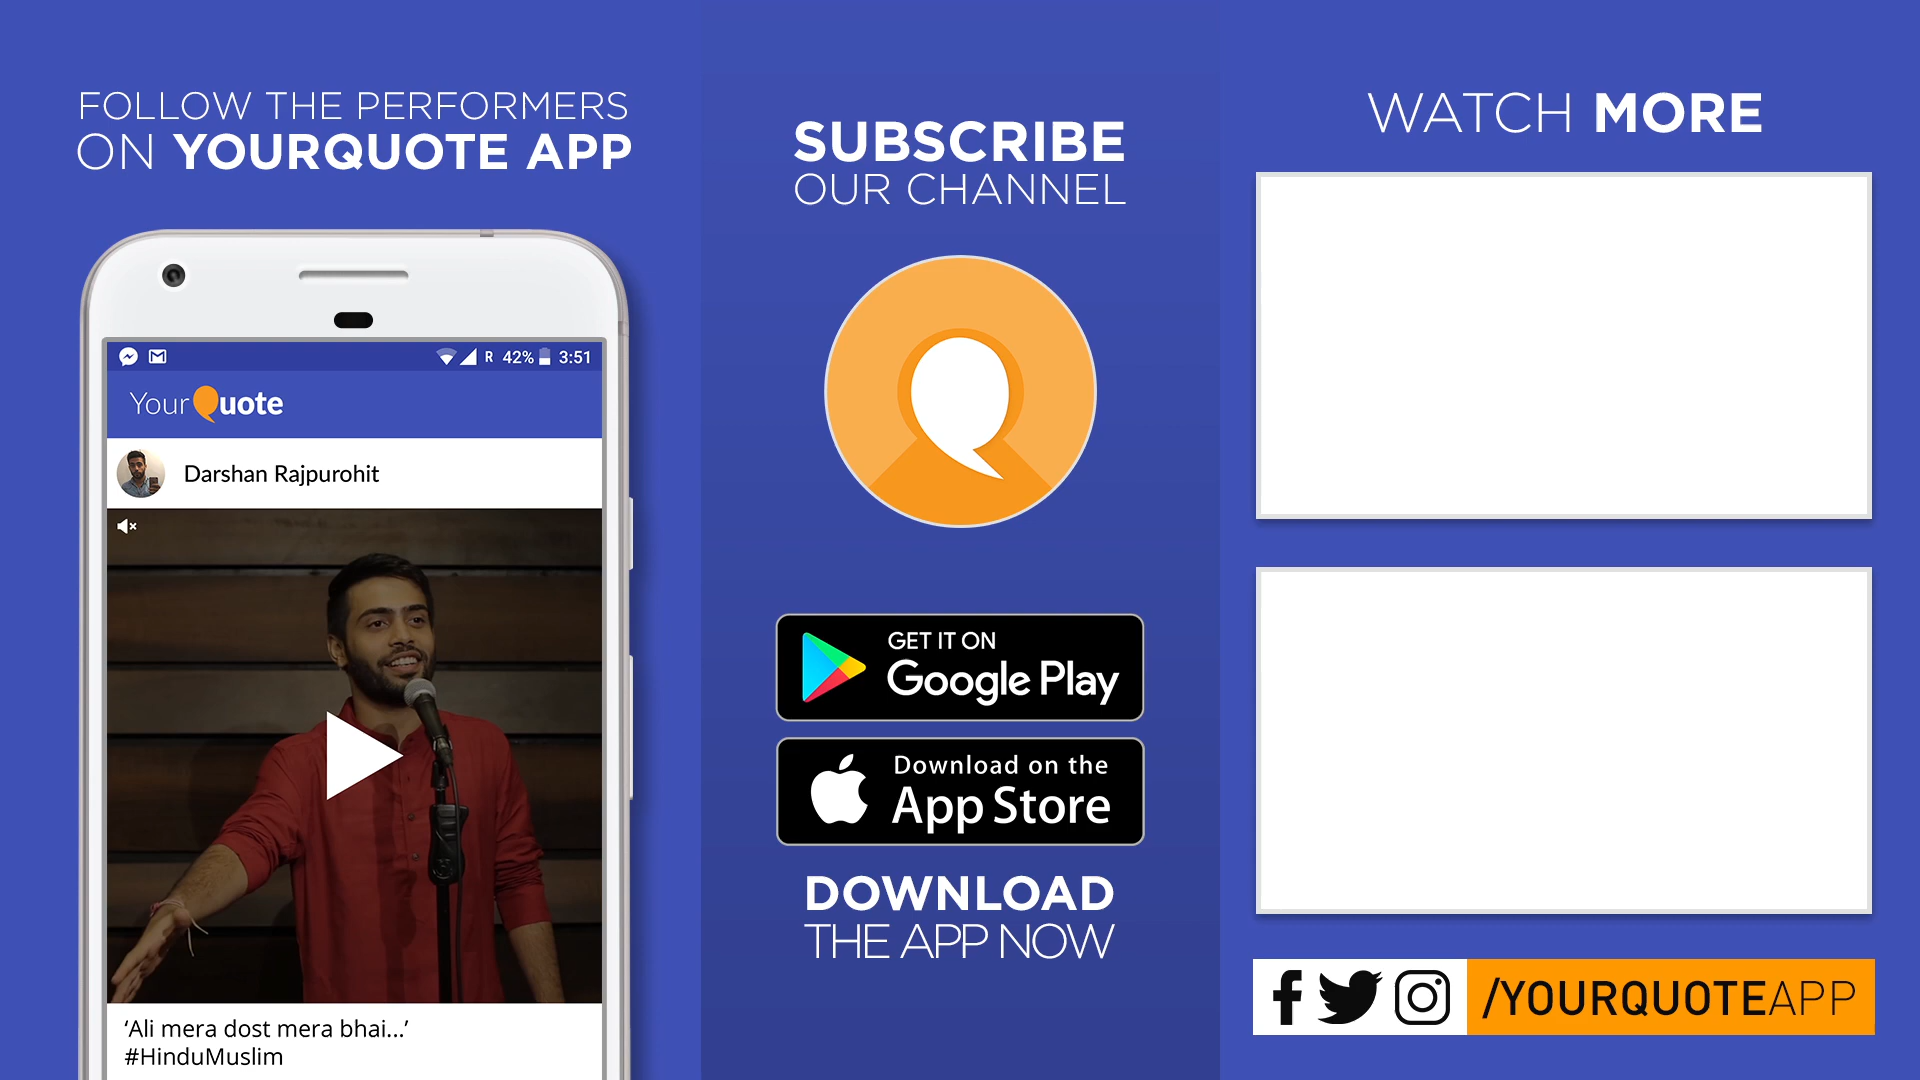 FOLLOW THE PERFORMERS
ON YOURQUOTE APP
R 42% 3:51
YourQuote
Darshan Rajpurohit
‘Ali mera dost mera bhai...’
#HinduMuslim
SUBSCRIBE
OUR CHANNEL
GET IT ON
Google Play
Download on the
App Store
DOWNLOAD
THE APP NOW
WATCH MORE
/YOURQUOTEAPP